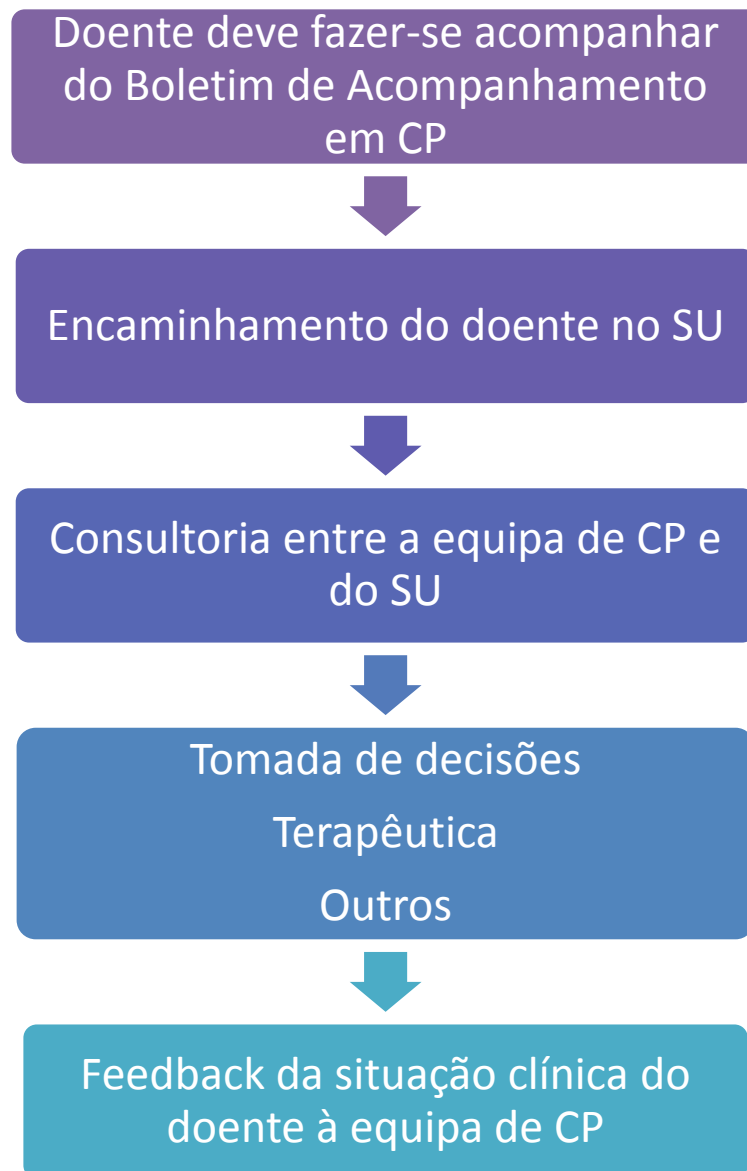 Doente deve fazer-se acompanhar
do Boletim de Acompanhamento
em CP
Encaminhamento do doente no SU
Consultoria entre a equipa de CP e
do SU
Tomada de decisões
Terapêutica
Outros
Feedback da situação clínica do
doente à equipa de CP